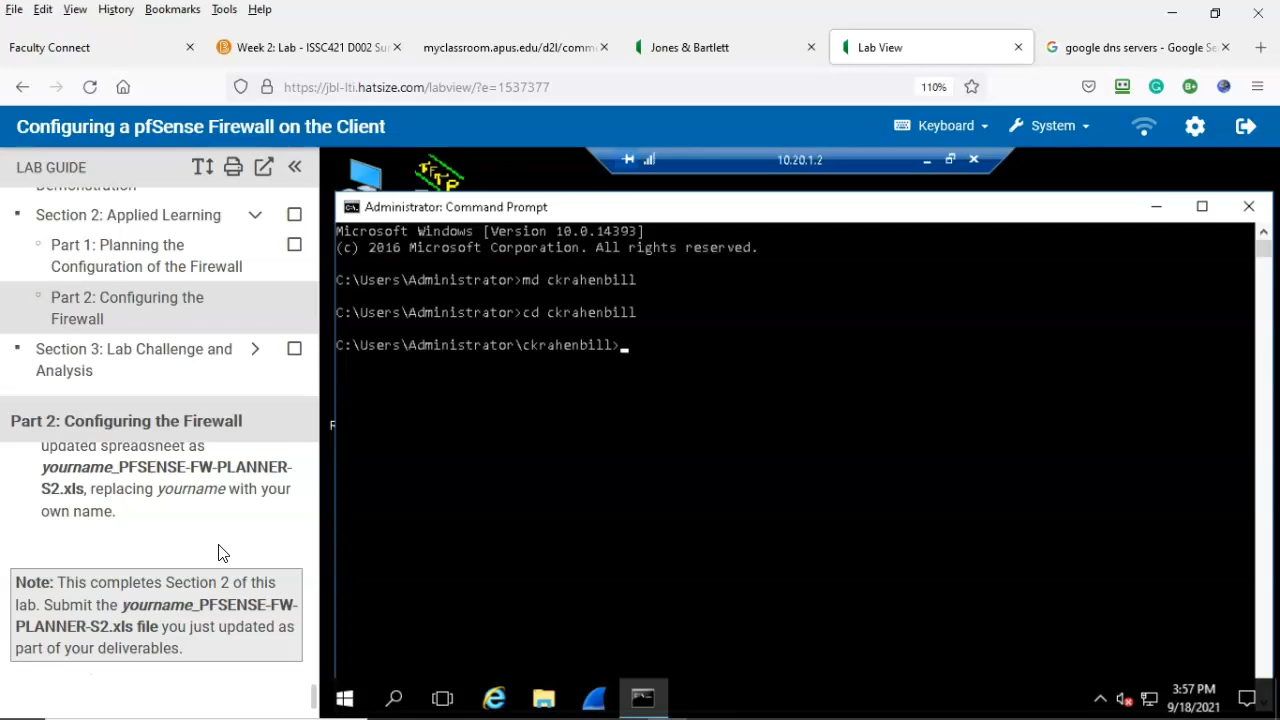 File Edit View History Bookmarks Tools Help
Faculty Connect
Week 2: Lab - ISSC421 D002 Su
myclassroom.apus.edu/d2l/comm
Jones & Bartlett
Lab View
google dns servers - Google Se
https://jbl-lti.hatsize.com/labview/?e=1537377
110%
Configuring a pfSense Firewall on the Client
Keyboard
System
LAB GUIDE
10.20.1.2
Demonstration
Section 2: Applied Learning
Part 1: Planning the
Configuration of the Firewall
Part 2: Configuring the
Firewall
Section 3: Lab Challenge and
Analysis
Part 2: Configuring the Firewall
updated spreadsheet as
yourname_PFSENSE-FW-PLANNER-
S2.xls, replacing yourname with your
own name.
Note: This completes Section 2 of this
lab. Submit the yourname_PFSENSE-FW-
PLANNER-S2.xls file you just updated as
part of your deliverables.
TFTP
Administrator: Command Prompt
Microsoft Windows [Version 10.0.14393]
(c) 2016 Microsoft Corporation. All rights reserved.
C:\Users\Administrator>md ckrahenbill
C:\Users\Administrator>cd ckrahenbill
C:\Users\Administrator\ckrahenbill>
3:57 PM
9/18/2021